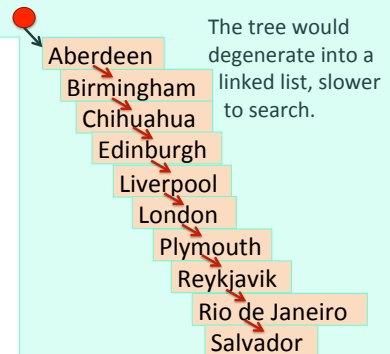 The tree would
degenerate into a
linked list, slower
to search.
Aberdeen
Birmingham
Chihuahua
Edinburgh
Liverpool
London
Plymouth
Reykjavik
Rio de Janeiro
Salvador